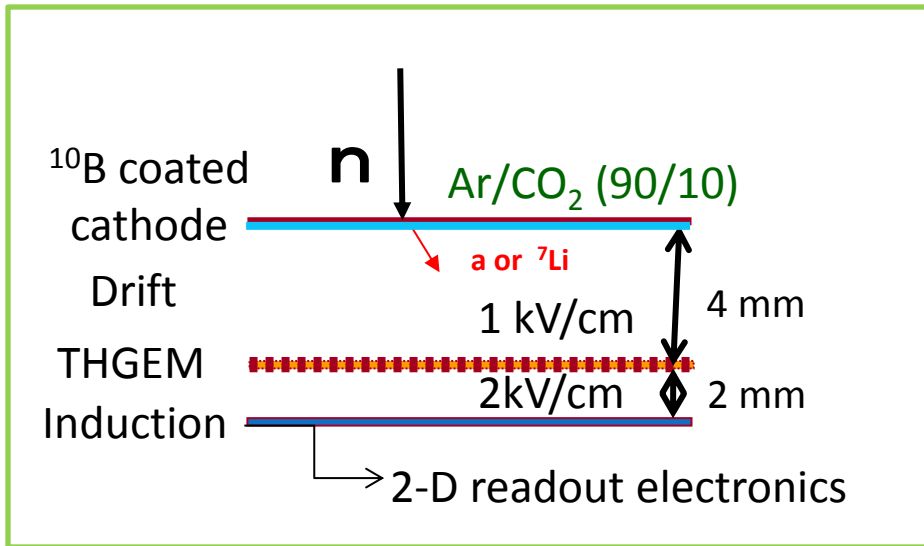 ¹⁰B coated
cathode
n
Ar/CO₂ (90/10)
a or ⁷Li
Drift
1 kV/cm
4 mm
THGEM
2kV/cm
2 mm
Induction
2-D readout electronics